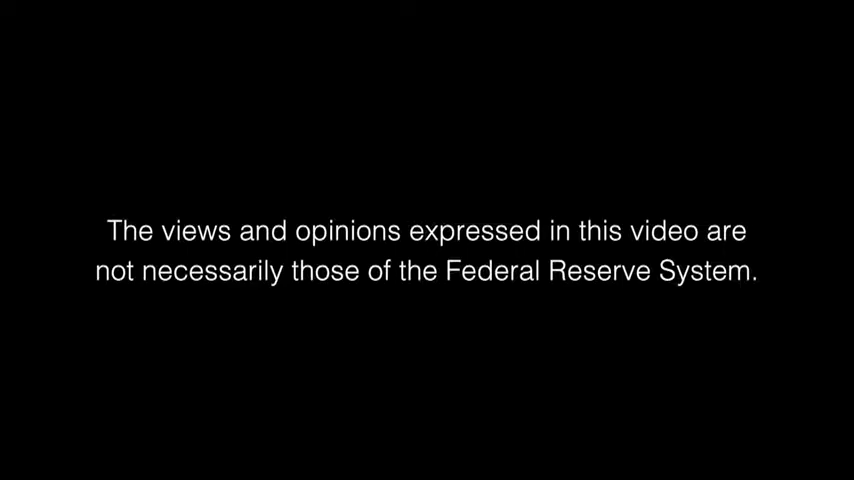 The views and opinions expressed in this video are
not necessarily those of the Federal Reserve System.